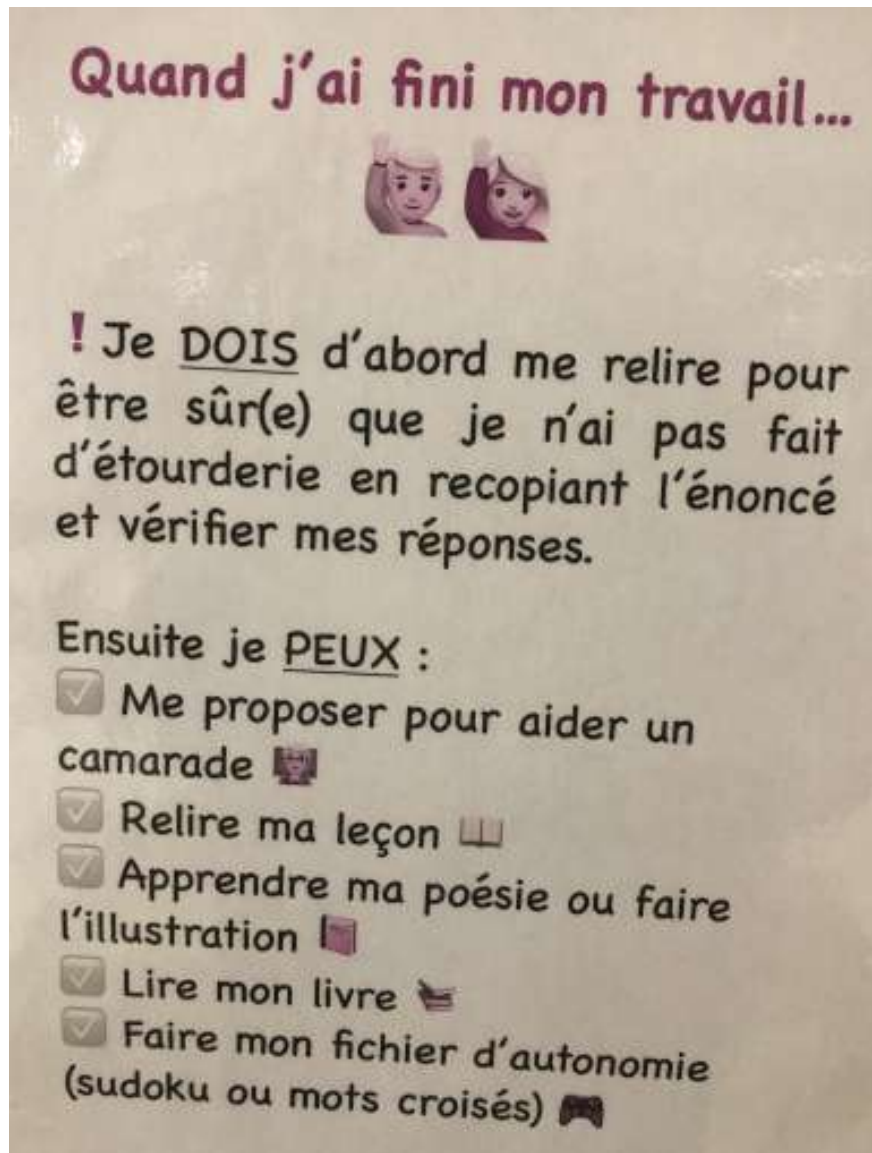 Quand j'ai fini mon travail...
! Je DOIS d'abord me relire pour
être sûr(e) que je n'ai pas fait
d'étourderie en recopiant l'énoncé
et vérifier mes réponses.
Ensuite je PEUX :
Me proposer pour aider un
camarade
Relire ma leçon
Apprendre ma poésie ou faire
l'illustration
Lire mon livre
Faire mon fichier d'autonomie
(sudoku ou mots croisés)